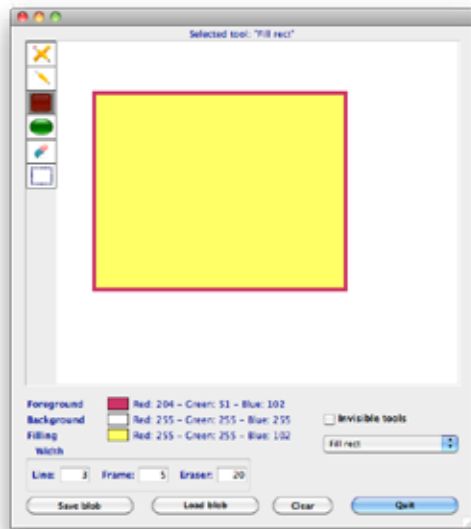 Selected tool: "Fill rect"
Foreground Red: 204 - Green: 51 - Blue: 102
Background Red: 255 - Green: 255 - Blue: 255
Filling Red: 255 - Green: 255 - Blue: 102
Invisible tools
Fill rect
Width
Line: 3 Frame: 5 Eraser: 20
Save blob Load blob Clear Quit